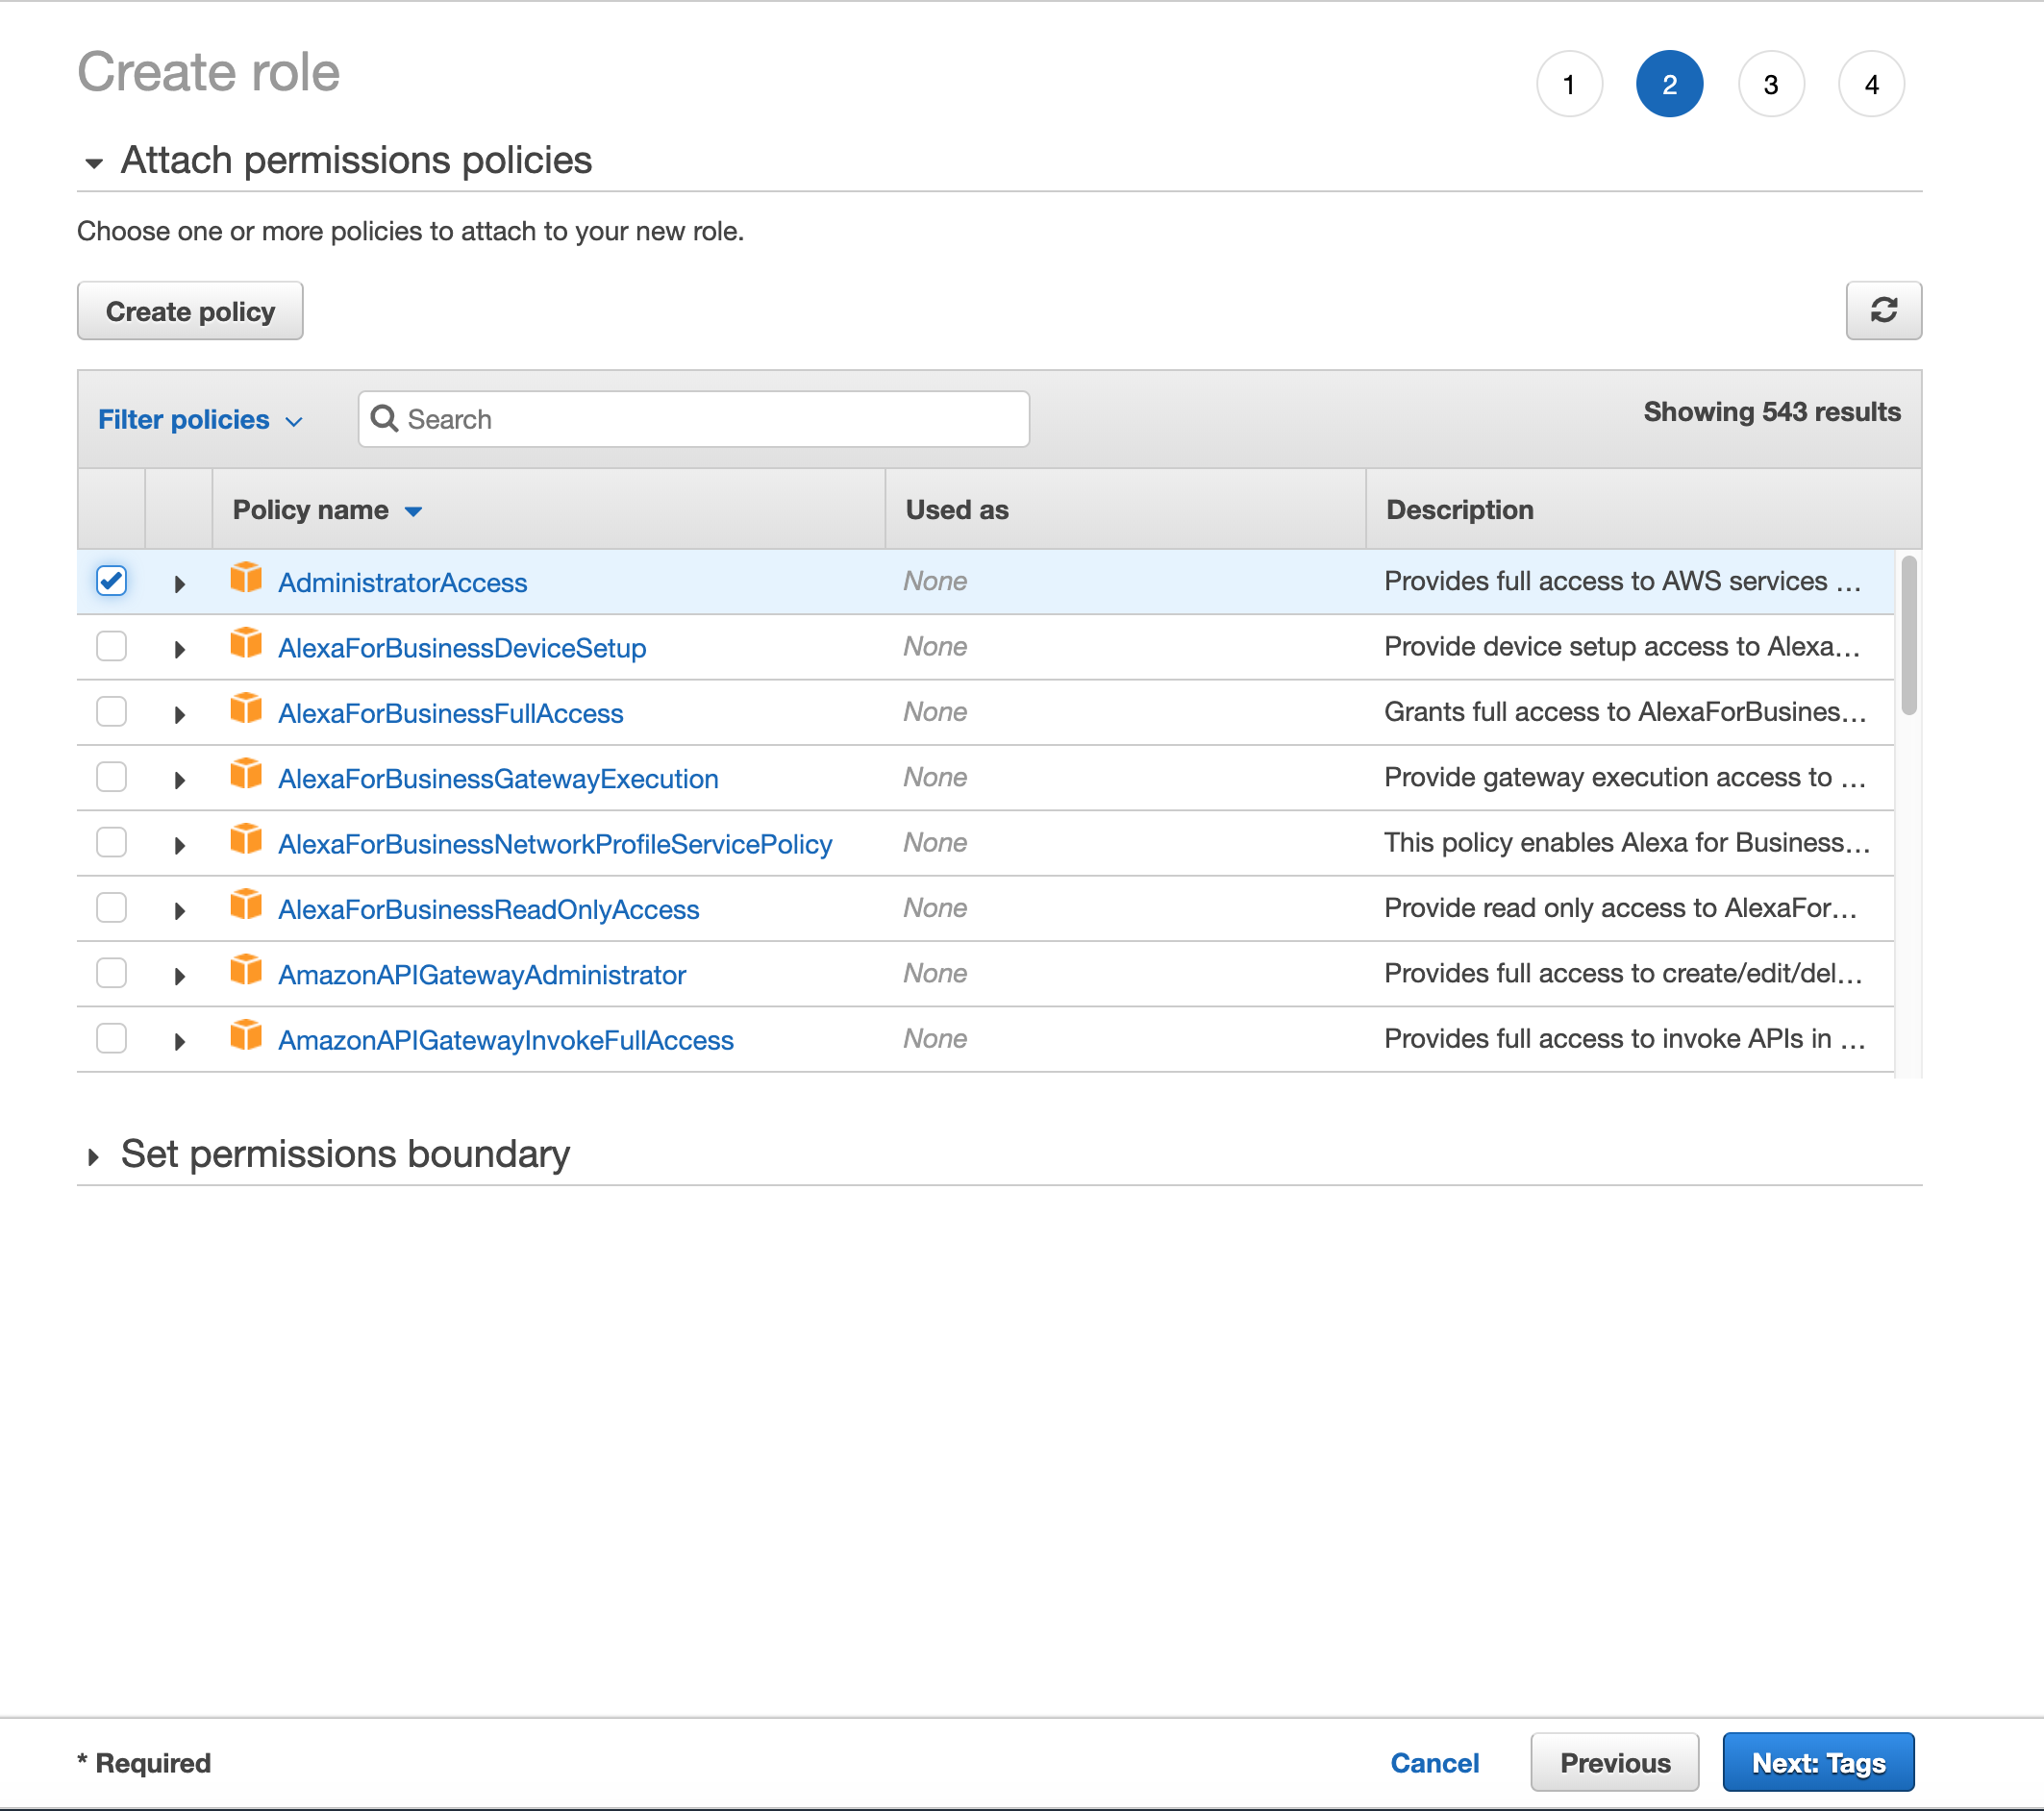 Create role
1 2 3 4
Attach permissions policies
Choose one or more policies to attach to your new role.
Create policy
Filter policies Search Showing 543 results
Policy name Used as Description
AdministratorAccess None Provides full access to AWS services ...
AlexaForBusinessDeviceSetup None Provide device setup access to Alexa...
AlexaForBusinessFullAccess None Grants full access to AlexaForBusines...
AlexaForBusinessGatewayExecution None Provide gateway execution access to ...
AlexaForBusinessNetworkProfileServicePolicy None This policy enables Alexa for Business...
AlexaForBusinessReadOnlyAccess None Provide read only access to AlexaFor...
AmazonAPIGatewayAdministrator None Provides full access to create/edit/del...
AmazonAPIGatewayInvokeFullAccess None Provides full access to invoke APIs in ...
Set permissions boundary
* Required Cancel Previous Next: Tags